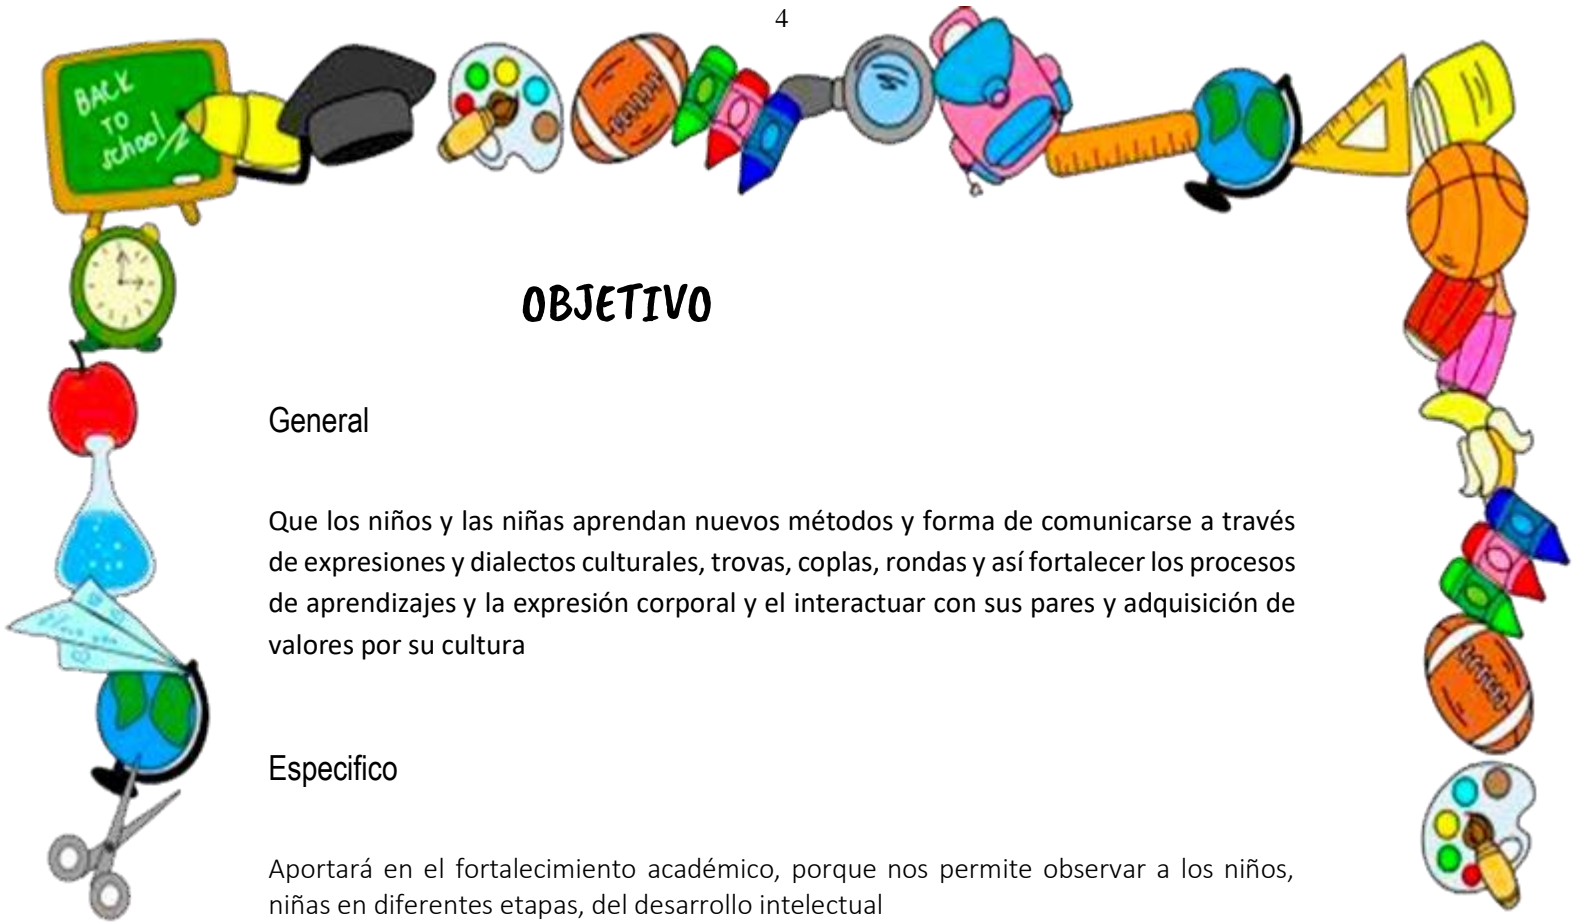 4
BACK
TO
school
OBJETIVO
General
Que los niños y las niñas aprendan nuevos métodos y forma de comunicarse a través
de expresiones y dialectos culturales, trovas, coplas, rondas y así fortalecer los procesos
de aprendizajes y la expresión corporal y el interactuar con sus pares y adquisición de
valores por su cultura
Especifico
Aportará en el fortalecimiento académico, porque nos permite observar a los niños,
niñas en diferentes etapas, del desarrollo intelectual